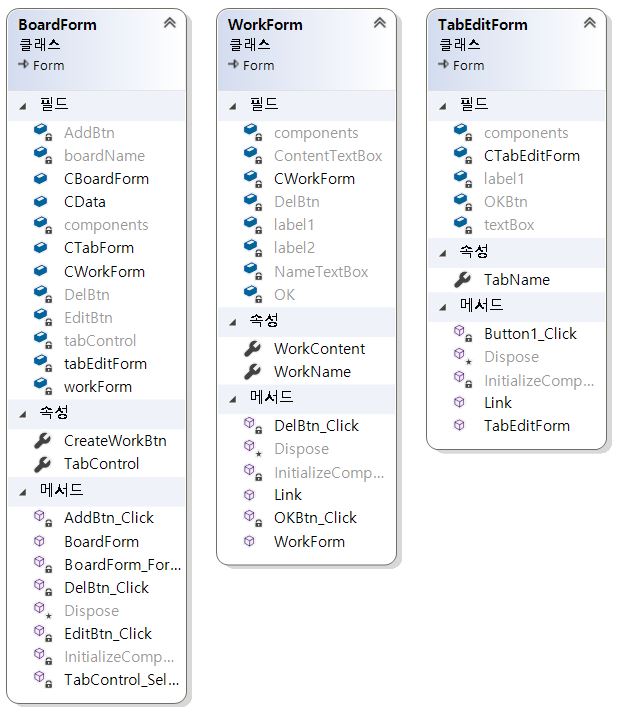 BoardForm
클래스
Form
필드
AddBtn
boardName
CBoardForm
CData
components
CTabForm
CWorkForm
DelBtn
EditBtn
tabControl
tabEditForm
workForm
속성
CreateWorkBtn
TabControl
메서드
AddBtn_Click
BoardForm
BoardForm_For...
DelBtn_Click
Dispose
EditBtn_Click
InitializeComp...
TabControl_Sel...
WorkForm
클래스
Form
필드
components
ContentTextBox
CWorkForm
DelBtn
label1
label2
NameTextBox
OK
속성
WorkContent
WorkName
메서드
DelBtn_Click
Dispose
InitializeComp...
Link
OKBtn_Click
WorkForm
TabEditForm
클래스
Form
필드
components
CTabEditForm
label1
OKBtn
textBox
속성
TabName
메서드
Button1_Click
Dispose
InitializeComp...
Link
TabEditForm